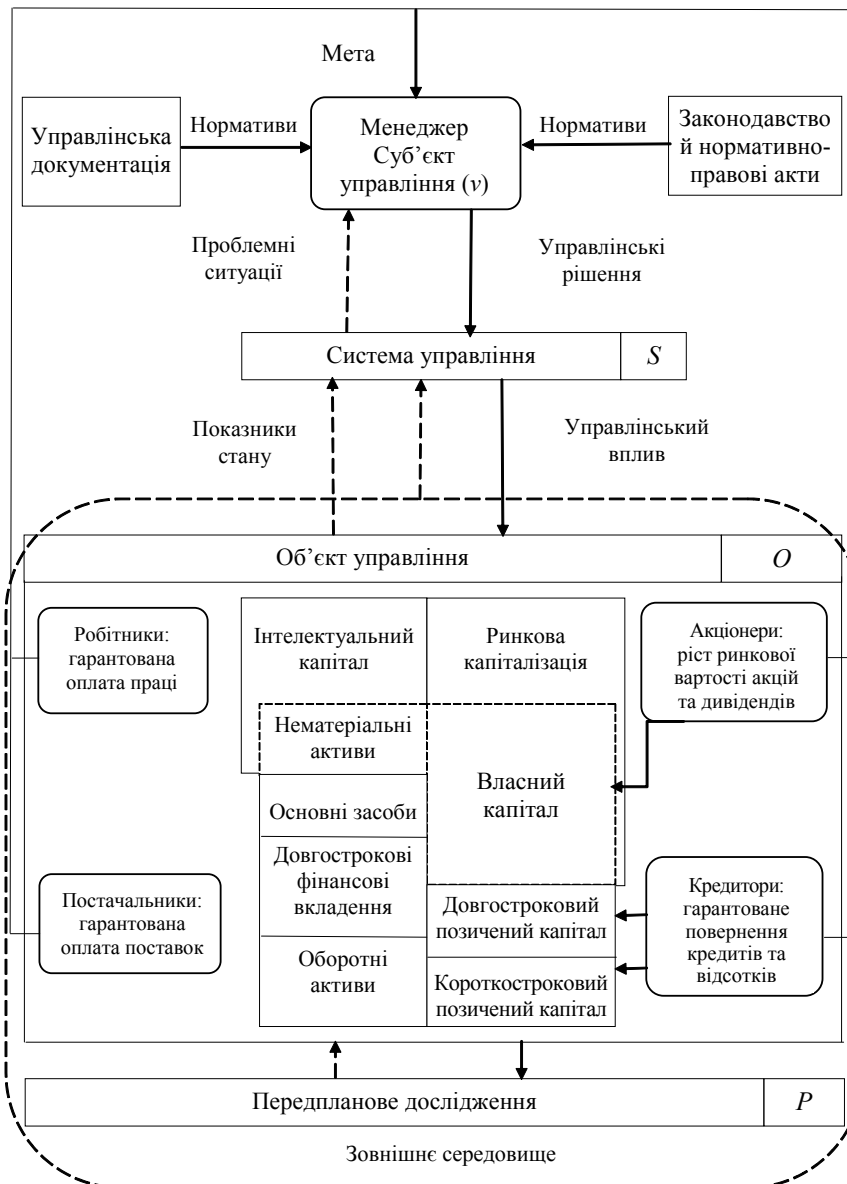 Мета
Управлінська
документація
Нормативи
Менеджер
Суб’єкт
управління (v)
Нормативи
Законодавство
й нормативно-
правові акти
Проблемні
ситуації
Управлінські
рішення
Система управління
S
Показники
стану
Управлінський
вплив
Об’єкт управління
O
Робітники:
гарантована
оплата праці
Інтелектуальний
капітал
Ринкова
капіталізація
Акціонери:
ріст ринкової
вартості акцій
та дивідендів
Нематеріальні
активи
Власний
капітал
Основні засоби
Довгострокові
фінансові
вкладення
Постачальники:
гарантована
оплата поставок
Довгостроковий
позичений капітал
Кредитори:
гарантоване
повернення
кредитів та
відсотків
Оборотні
активи
Короткостроковий
позичений капітал
Передпланове дослідження
P
Зовнішнє середовище